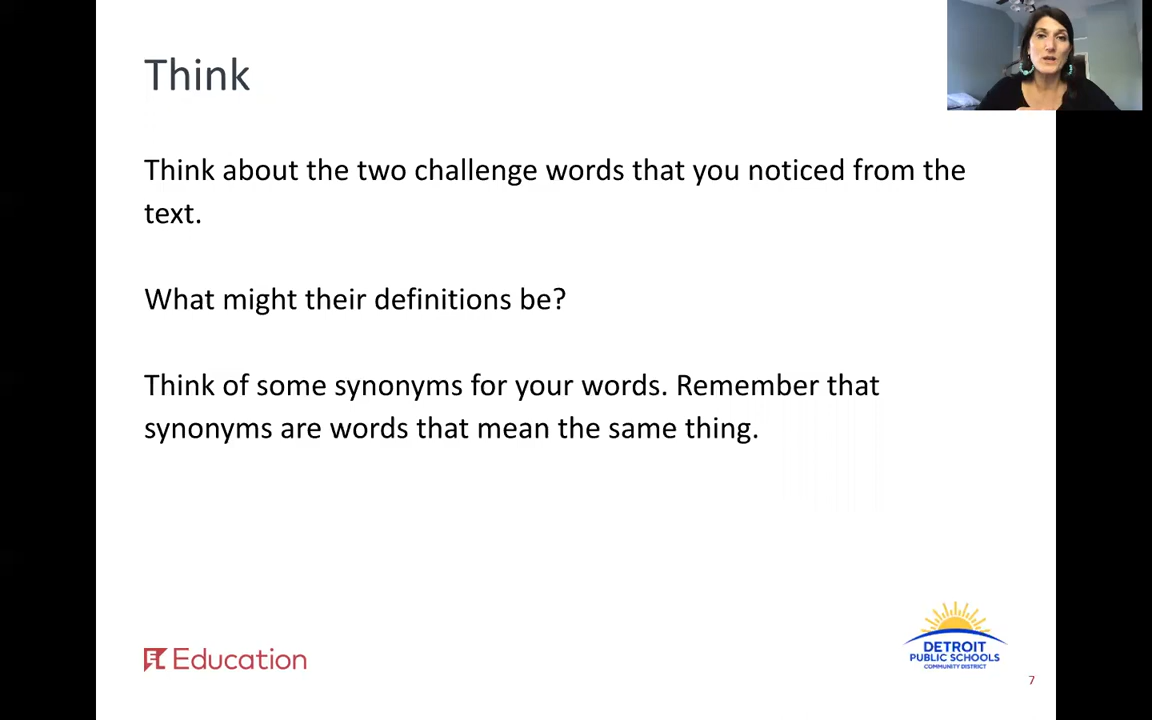 Think
Think about the two challenge words that you noticed from the
text.
What might their definitions be?
Think of some synonyms for your words. Remember that
synonyms are words that mean the same thing.
EL Education
DETROIT
PUBLIC SCHOOLS
COMMUNITY DISTRICT
7